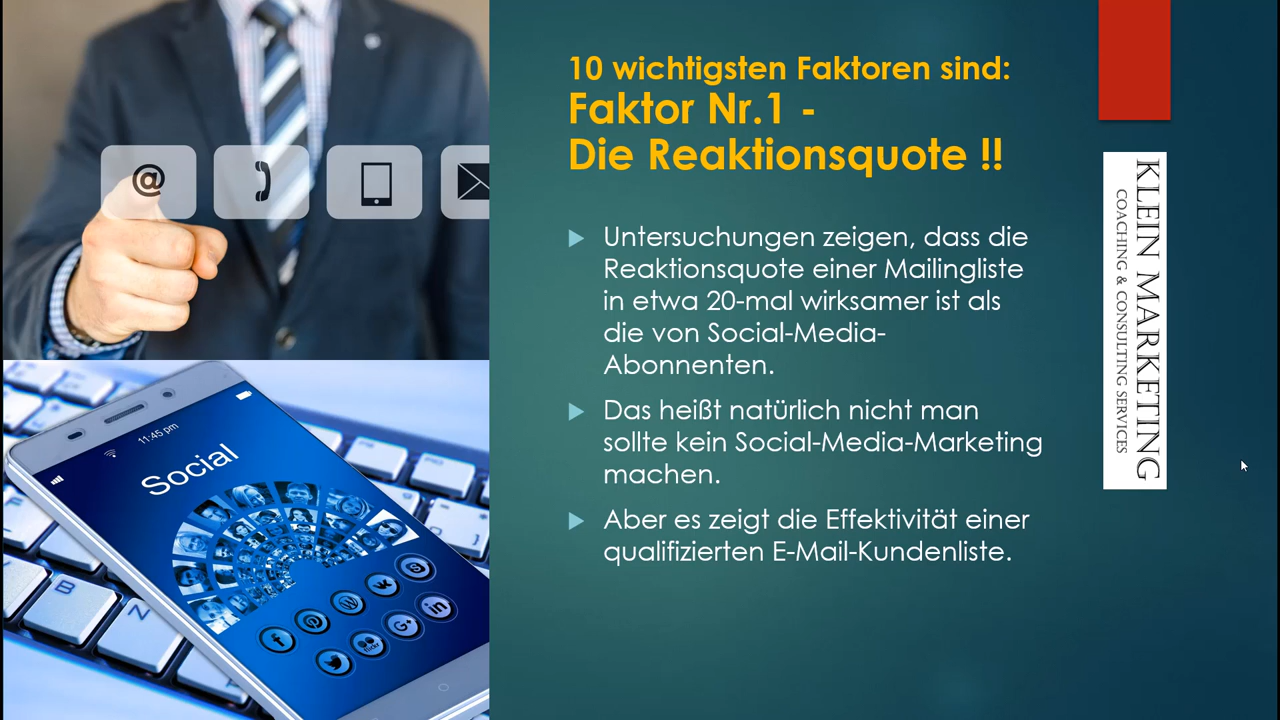 10 wichtigsten Faktoren sind:
Faktor Nr.1 -
Die Reaktionsquote !!
Untersuchungen zeigen, dass die
Reaktionsquote einer Mailingliste
in etwa 20-mal wirksamer ist als
die von Social-Media-
Abonnenten.
Das heißt natürlich nicht man
sollte kein Social-Media-Marketing
machen.
Aber es zeigt die Effektivität einer
qualifizierten E-Mail-Kundenliste.
KLEIN MARKETING
COACHING & CONSULTING SERVICES
@
11:45 pm
Social
B
N